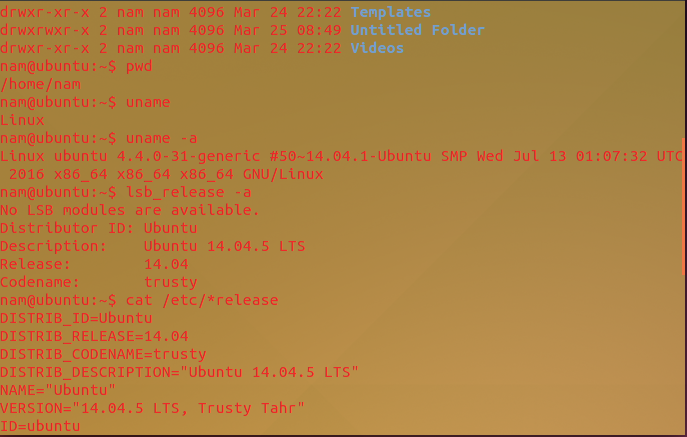 drwxr-xr-x 2 nam nam 4096 Mar 24 22:22 Templates
drwxrwxr-x 2 nam nam 4096 Mar 25 08:49 Untitled Folder
drwxr-xr-x 2 nam nam 4096 Mar 24 22:22 Videos
nam@ubuntu:~$ pwd
/home/nam
nam@ubuntu:~$ uname
Linux
nam@ubuntu:~$ uname -a
Linux ubuntu 4.4.0-31-generic #50~14.04.1-Ubuntu SMP Wed Jul 13 01:07:32 UTC
 2016 x86_64 x86_64 x86_64 GNU/Linux
nam@ubuntu:~$ lsb_release -a
No LSB modules are available.
Distributor ID: Ubuntu
Description:    Ubuntu 14.04.5 LTS
Release:        14.04
Codename:       trusty
nam@ubuntu:~$ cat /etc/*release
DISTRIB_ID=Ubuntu
DISTRIB_RELEASE=14.04
DISTRIB_CODENAME=trusty
DISTRIB_DESCRIPTION="Ubuntu 14.04.5 LTS"
NAME="Ubuntu"
VERSION="14.04.5 LTS, Trusty Tahr"
ID=ubuntu